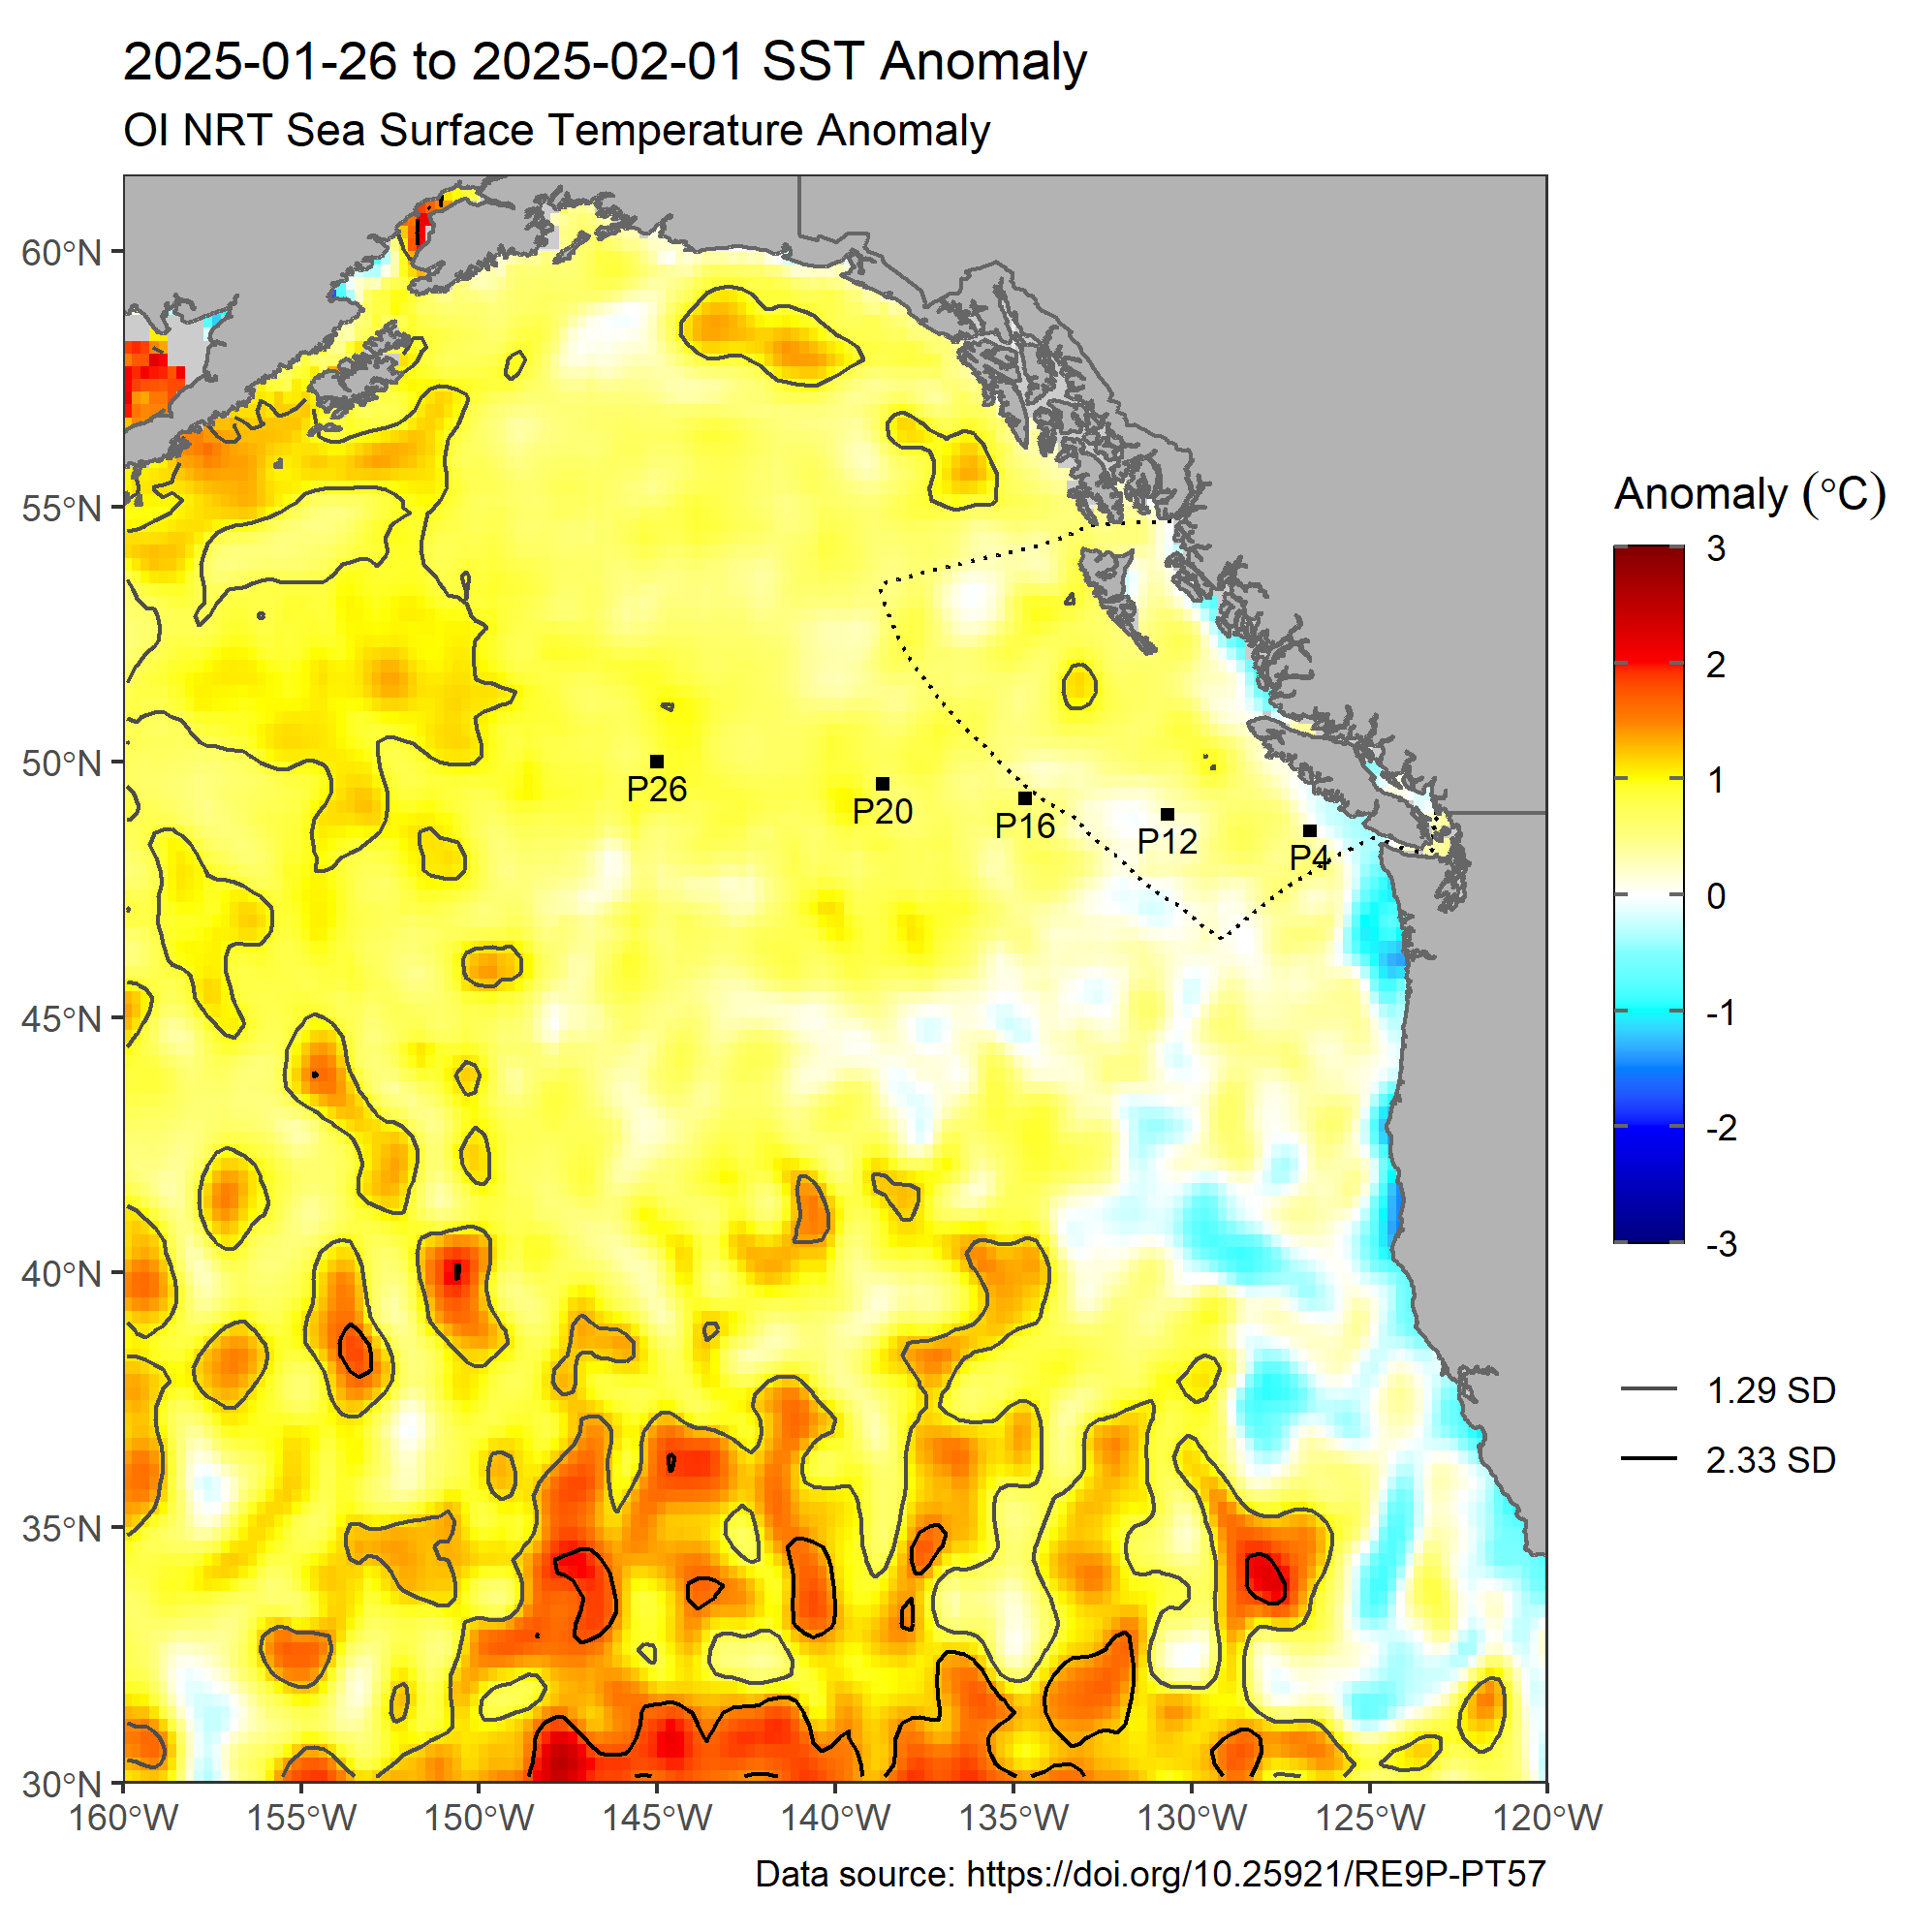 2025-01-26 to 2025-02-01 SST Anomaly
OI NRT Sea Surface Temperature Anomaly
60°N
55°N
50°N
45°N
40°N
35°N
30°N
P26
P20
P16
P12
P4
160°W
155°W
150°W
145°W
140°W
135°W
130°W
125°W
120°W
Anomaly (°C)
3
2
1
0
-1
-2
-3
1.29 SD
2.33 SD
Data source: https://doi.org/10.25921/RE9P-PT57